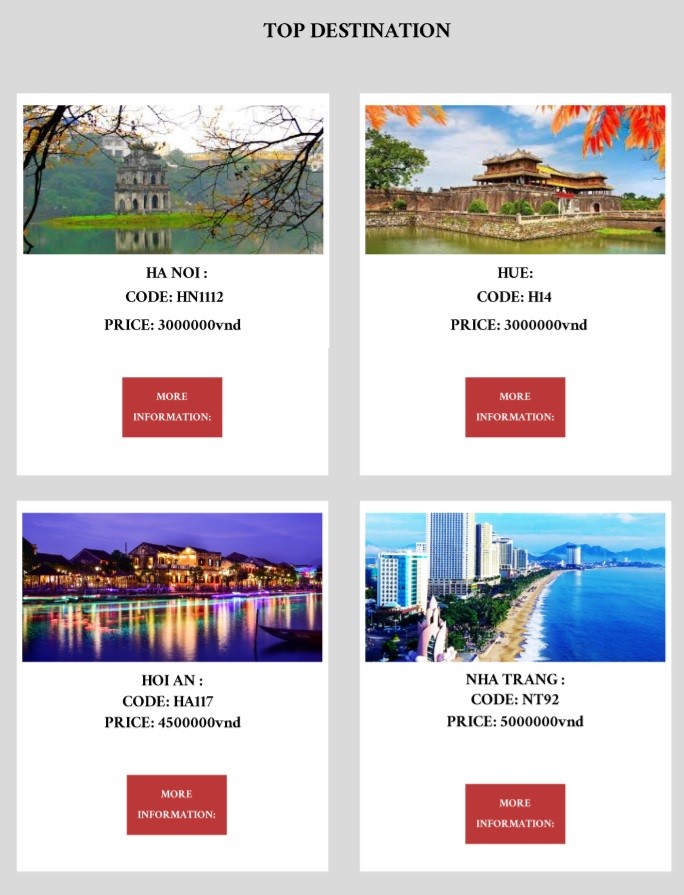 TOP DESTINATION
HA NOI :
CODE: HN1112
PRICE: 3000000vnd
MORE
INFORMATION:
HUE:
CODE: H14
PRICE: 3000000vnd
MORE
INFORMATION:
HOI AN :
CODE: HA117
PRICE: 4500000vnd
MORE
INFORMATION:
NHA TRANG :
CODE: NT92
PRICE: 5000000vnd
MORE
INFORMATION: